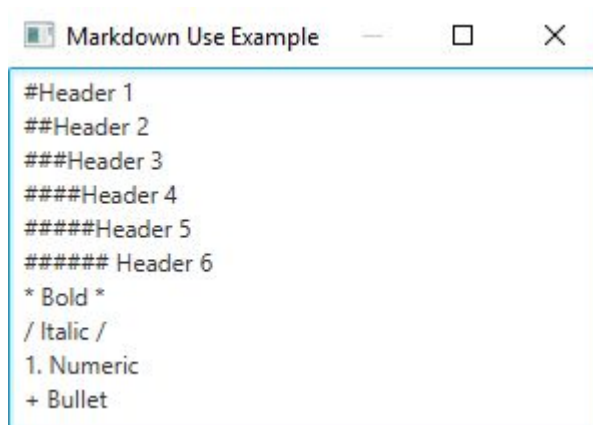 Markdown Use Example
#Header 1
##Header 2
###Header 3
####Header 4
#####Header 5
###### Header 6
* Bold *
/ Italic /
1. Numeric
+ Bullet